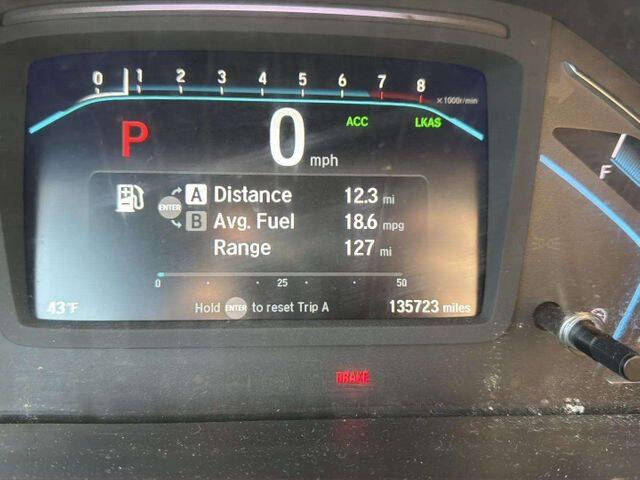 0 1 2 3 4 5 6 7 8
×1000r/min
P 0 mph ACC LKAS
F
A Distance 12.3 mi
ENTER
B Avg. Fuel 18.6 mpg
Range 127 mi
0 25 50
43°F Hold ENTER to reset Trip A 135723 miles
BRAKE